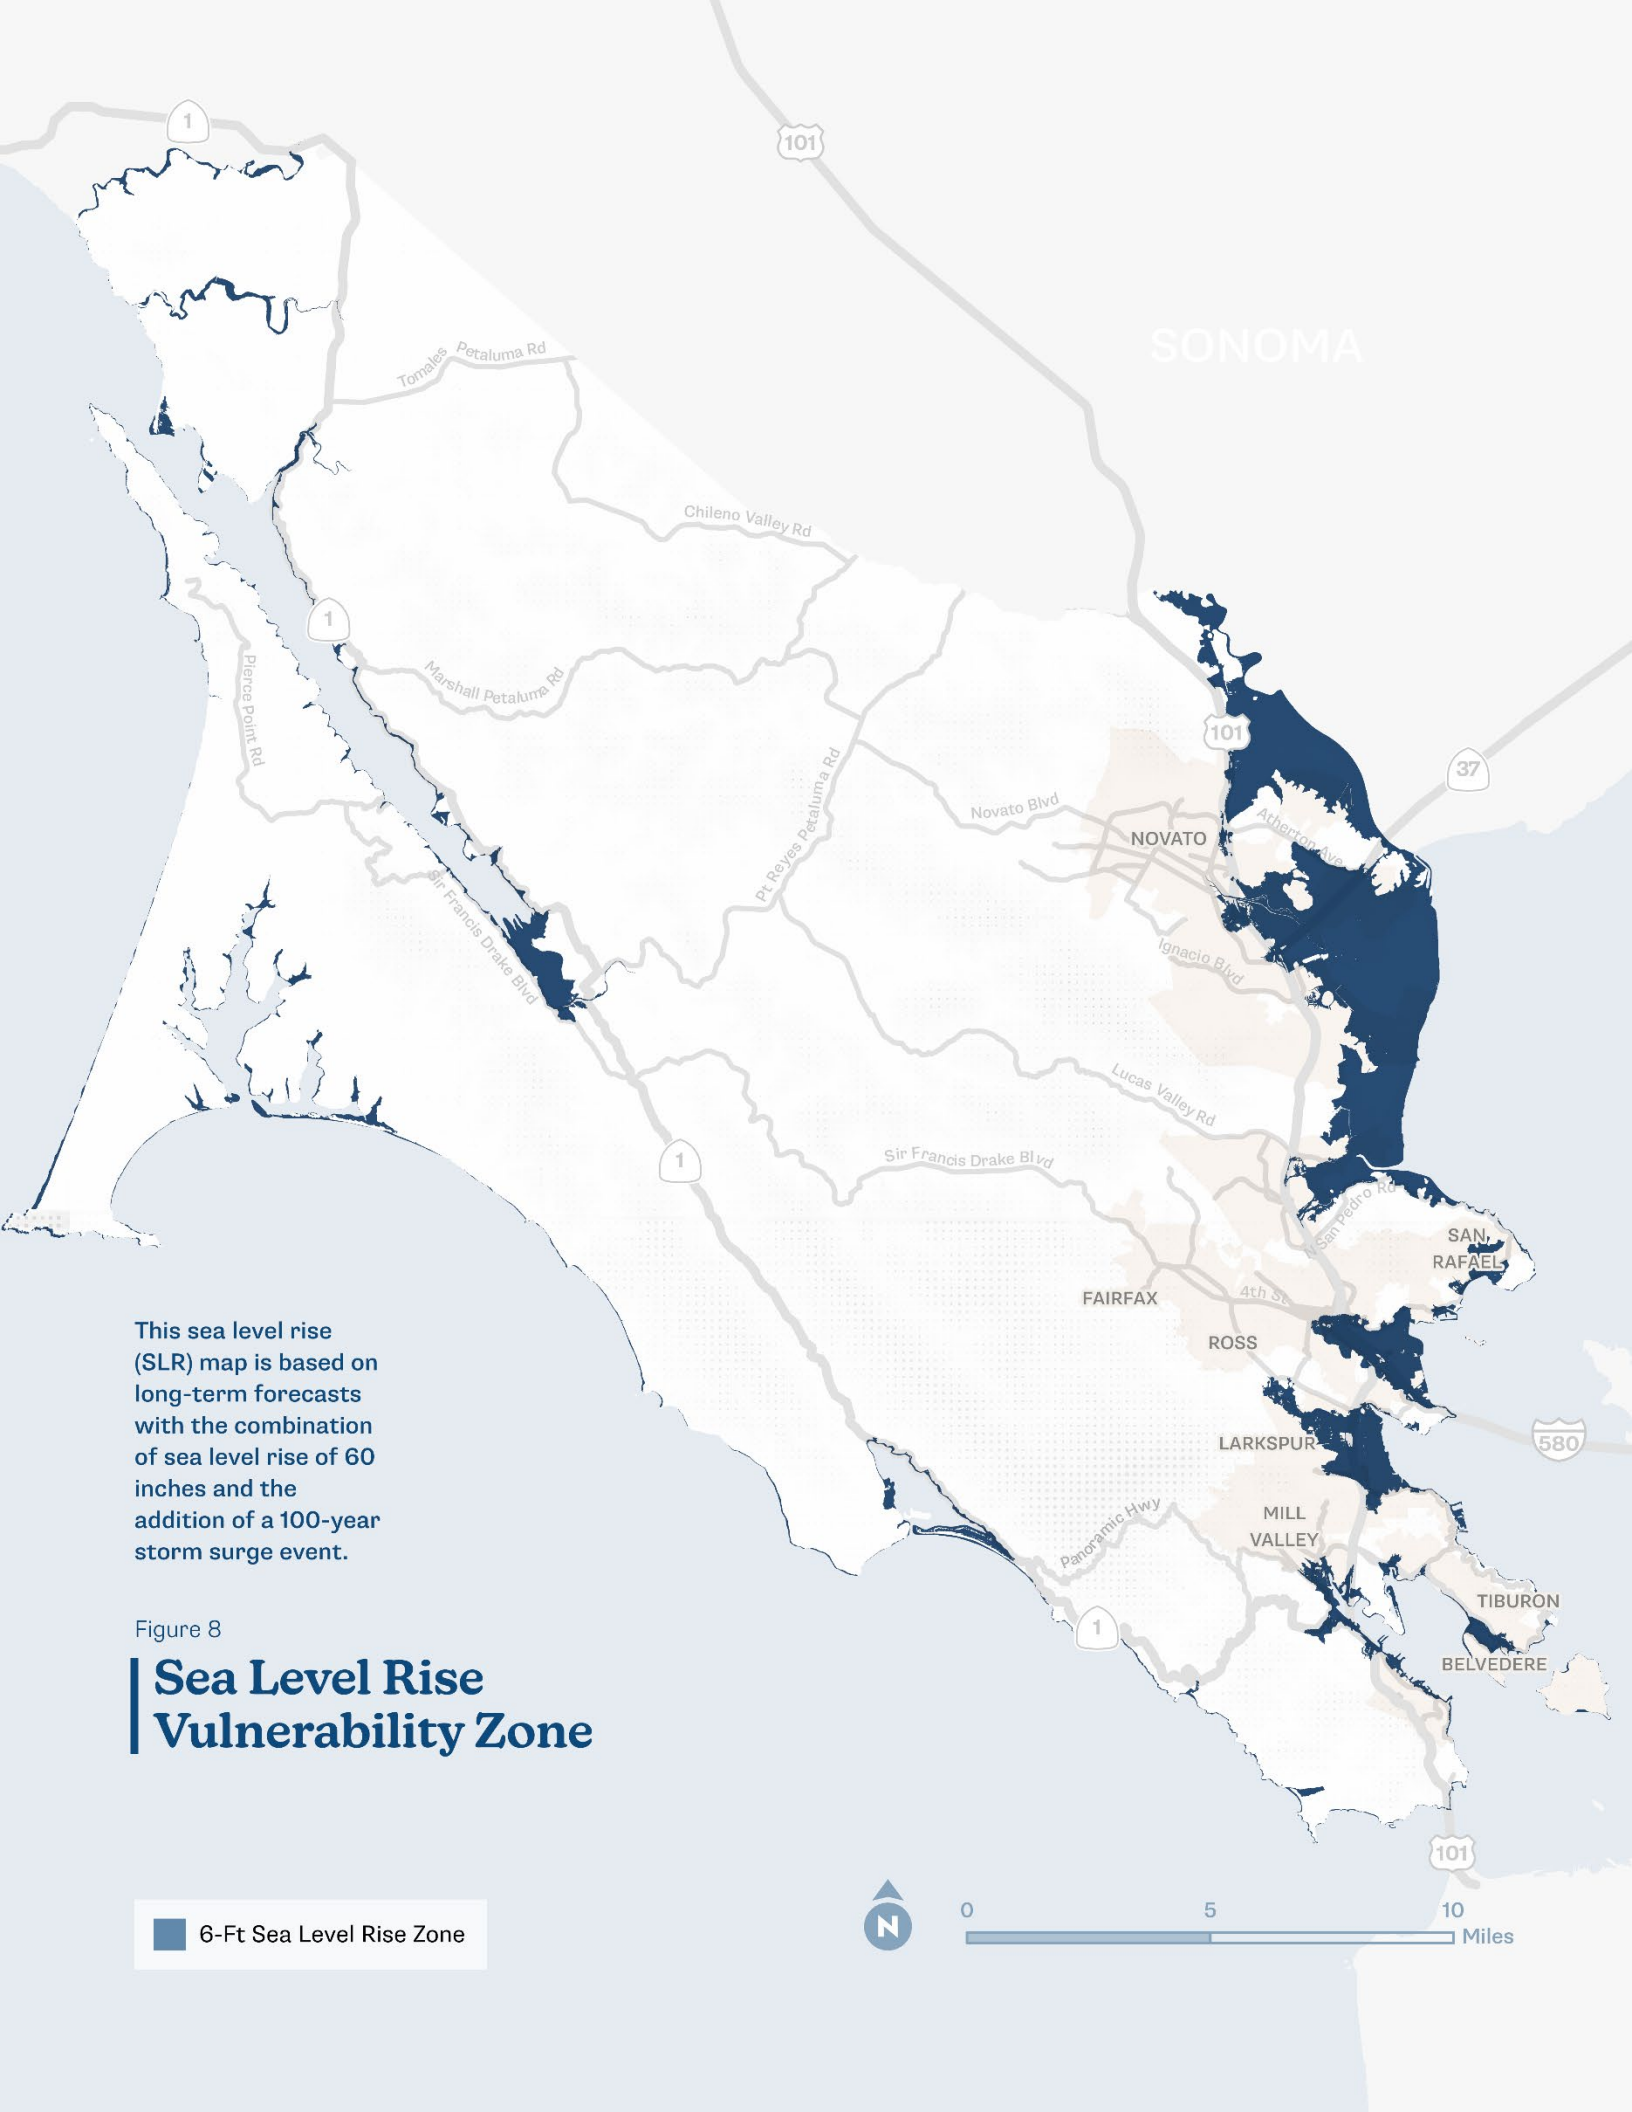 1
101
SONOMA
Tomales Petaluma Rd
Chileno Valley Rd
1
Marshall Petaluma Rd
Pierce Point Rd
101
37
Pt Reyes Petaluma Rd
Novato Blvd
NOVATO
Atherton Ave
Sir Francis Drake Blvd
Ignacio Blvd
Lucas Valley Rd
1
Sir Francis Drake Blvd
N San Pedro Rd
SAN
RAFAEL
FAIRFAX
4th St
ROSS
This sea level rise
(SLR) map is based on
long-term forecasts
with the combination
of sea level rise of 60
inches and the
addition of a 100-year
storm surge event.
LARKSPUR
580
Panoramic Hwy
MILL
VALLEY
TIBURON
1
BELVEDERE
Figure 8
Sea Level Rise
Vulnerability Zone
101
6-Ft Sea Level Rise Zone
N
0 5 10
Miles